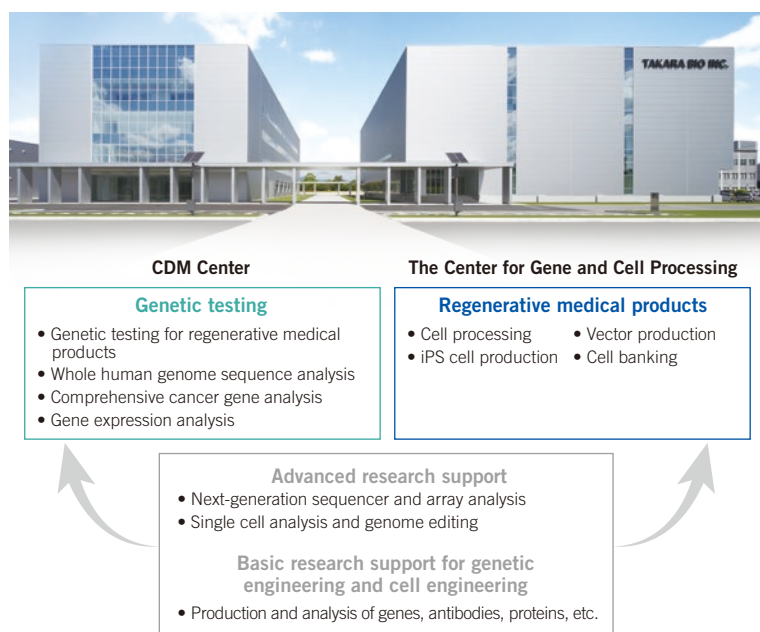 TAKARA BIO INC.
CDM Center
The Center for Gene and Cell Processing
Genetic testing
• Genetic testing for regenerative medical
products
• Whole human genome sequence analysis
• Comprehensive cancer gene analysis
• Gene expression analysis
Regenerative medical products
• Cell processing
• Vector production
• iPS cell production
• Cell banking
Advanced research support
• Next-generation sequencer and array analysis
• Single cell analysis and genome editing
Basic research support for genetic
engineering and cell engineering
• Production and analysis of genes, antibodies, proteins, etc.